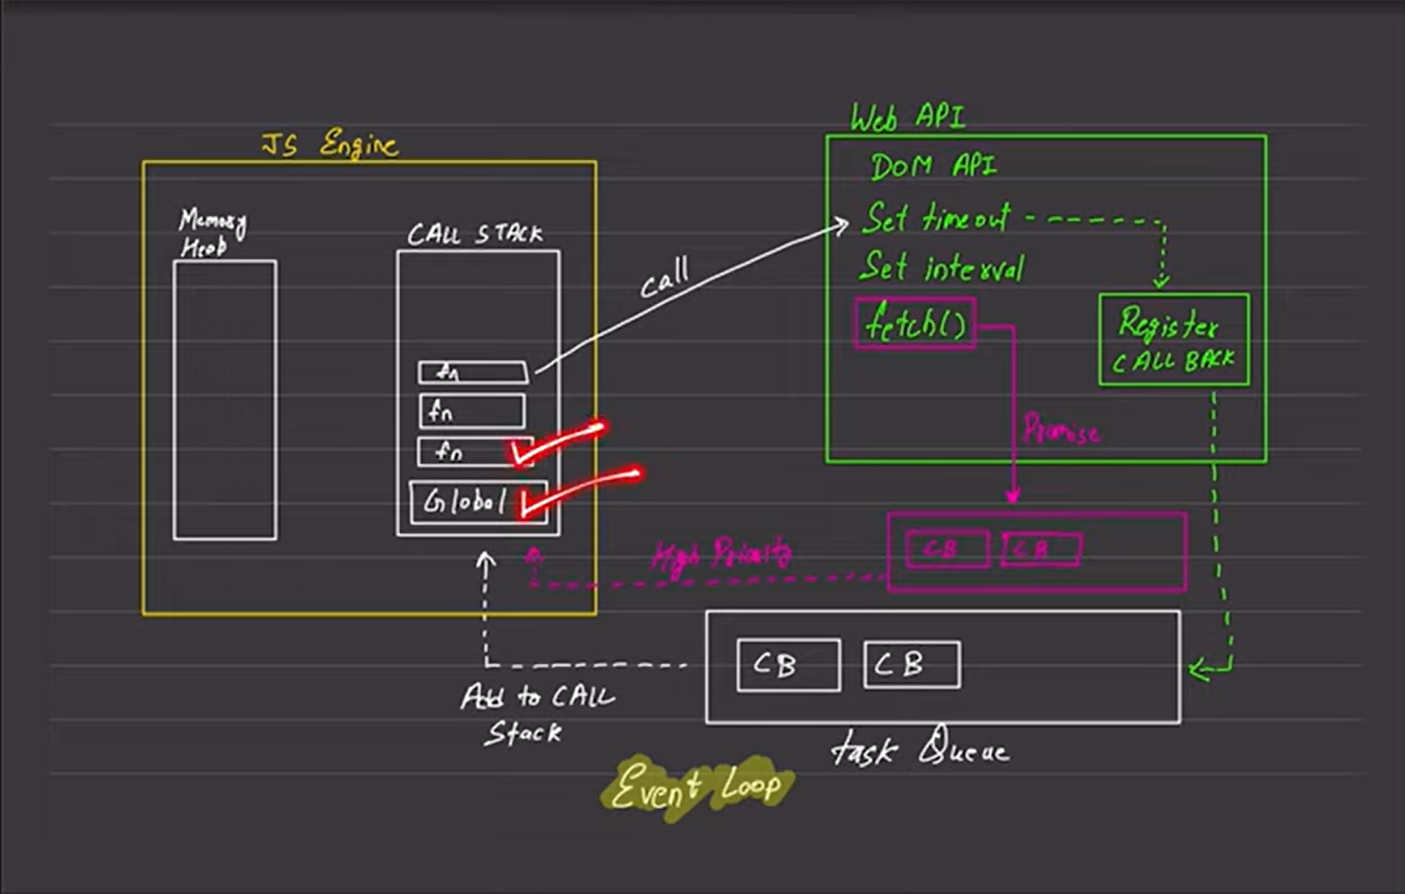 JS Engine
Memory
Heap
CALL STACK
fn
fn
fn
Global
call
Web API
DOM API
Set timeout
Set interval
fetch()
Register
CALL BACK
Promise
CB CB
High Priority
CB CB
task Queue
Add to CALL
Stack
Event Loop